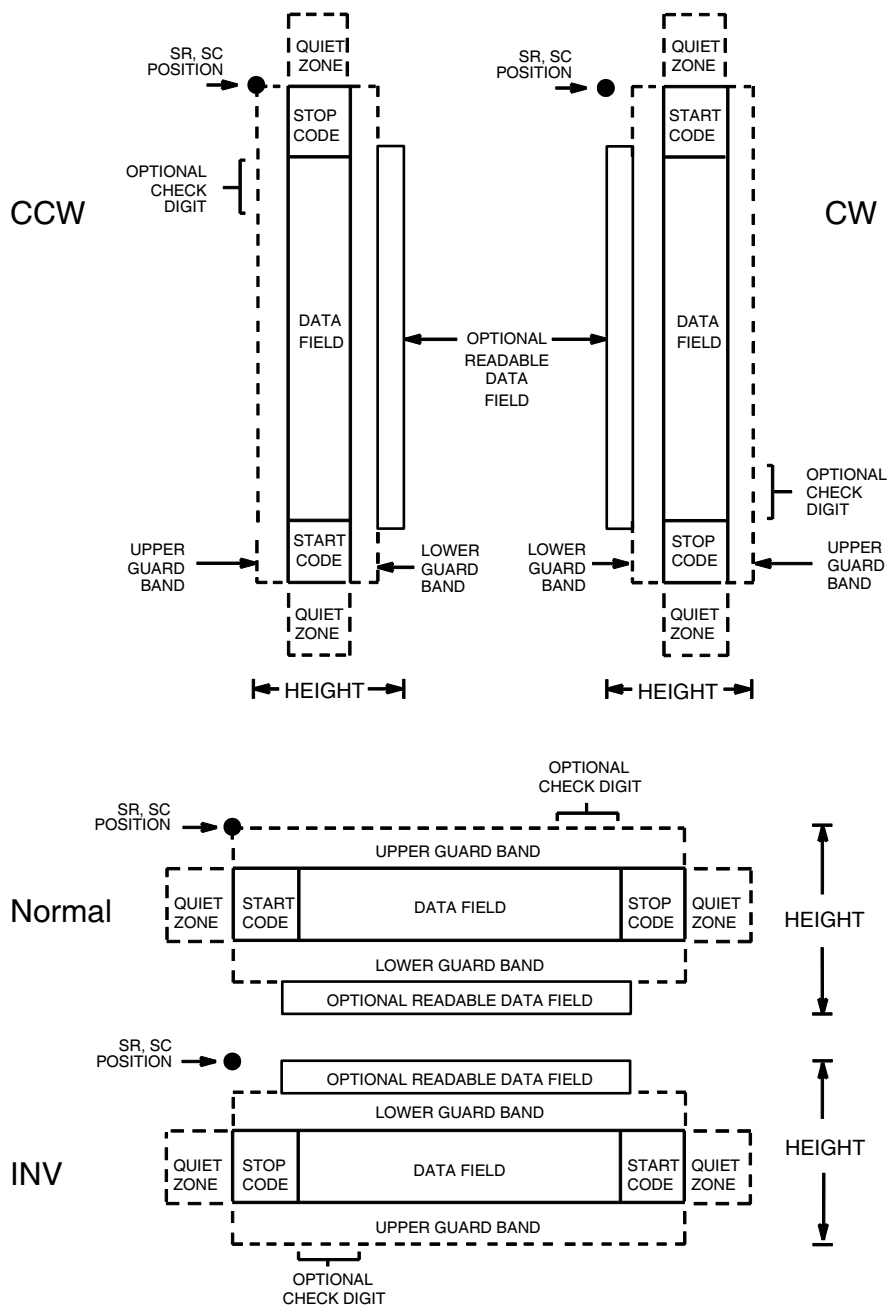 QUIET
ZONE
SR, SC
POSITION
STOP
CODE
OPTIONAL
CHECK
DIGIT
CCW
DATA
FIELD
START
CODE
UPPER
GUARD
BAND
LOWER
GUARD
BAND
QUIET
ZONE
HEIGHT
OPTIONAL
READABLE
DATA
FIELD
QUIET
ZONE
SR, SC
POSITION
START
CODE
CW
DATA
FIELD
OPTIONAL
CHECK
DIGIT
STOP
CODE
LOWER
GUARD
BAND
UPPER
GUARD
BAND
QUIET
ZONE
HEIGHT
OPTIONAL
CHECK DIGIT
SR, SC
POSITION
UPPER GUARD BAND
Normal
QUIET
ZONE
START
CODE
DATA FIELD
STOP
CODE
QUIET
ZONE
HEIGHT
LOWER GUARD BAND
OPTIONAL READABLE DATA FIELD
SR, SC
POSITION
OPTIONAL READABLE DATA FIELD
LOWER GUARD BAND
INV
QUIET
ZONE
STOP
CODE
DATA FIELD
START
CODE
QUIET
ZONE
HEIGHT
UPPER GUARD BAND
OPTIONAL
CHECK DIGIT